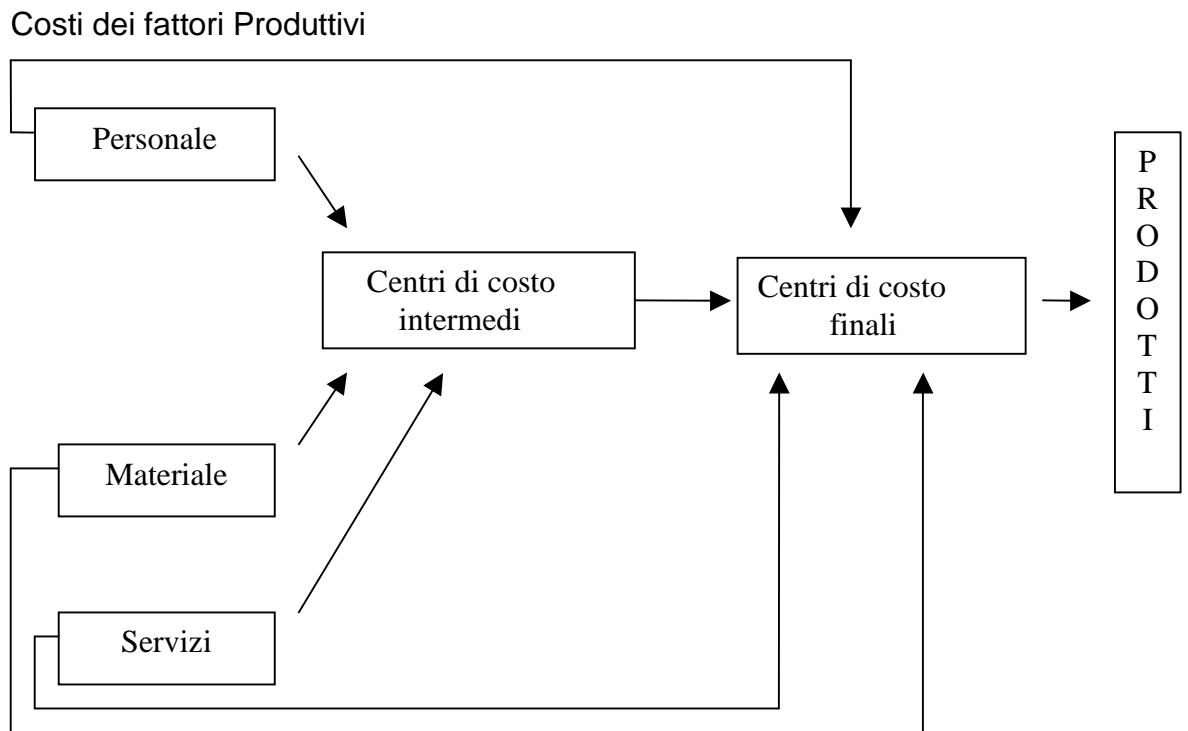 Costi dei fattori Produttivi
Personale
Centri di costo
intermedi
Centri di costo
finali
P
R
O
D
O
T
T
I
Materiale
Servizi